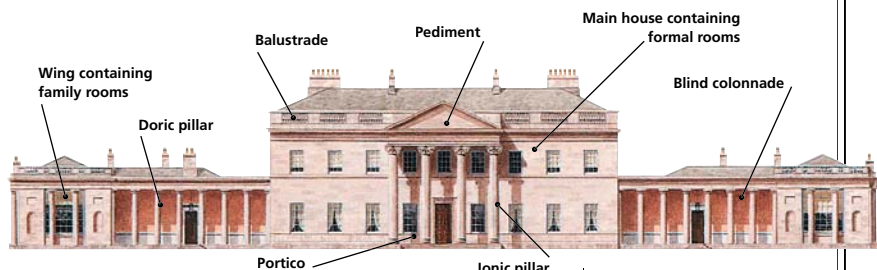 Main house containing
formal rooms
Pediment
Balustrade
Wing containing
family rooms
Blind colonnade
Doric pillar
Portico
Ionic pillar